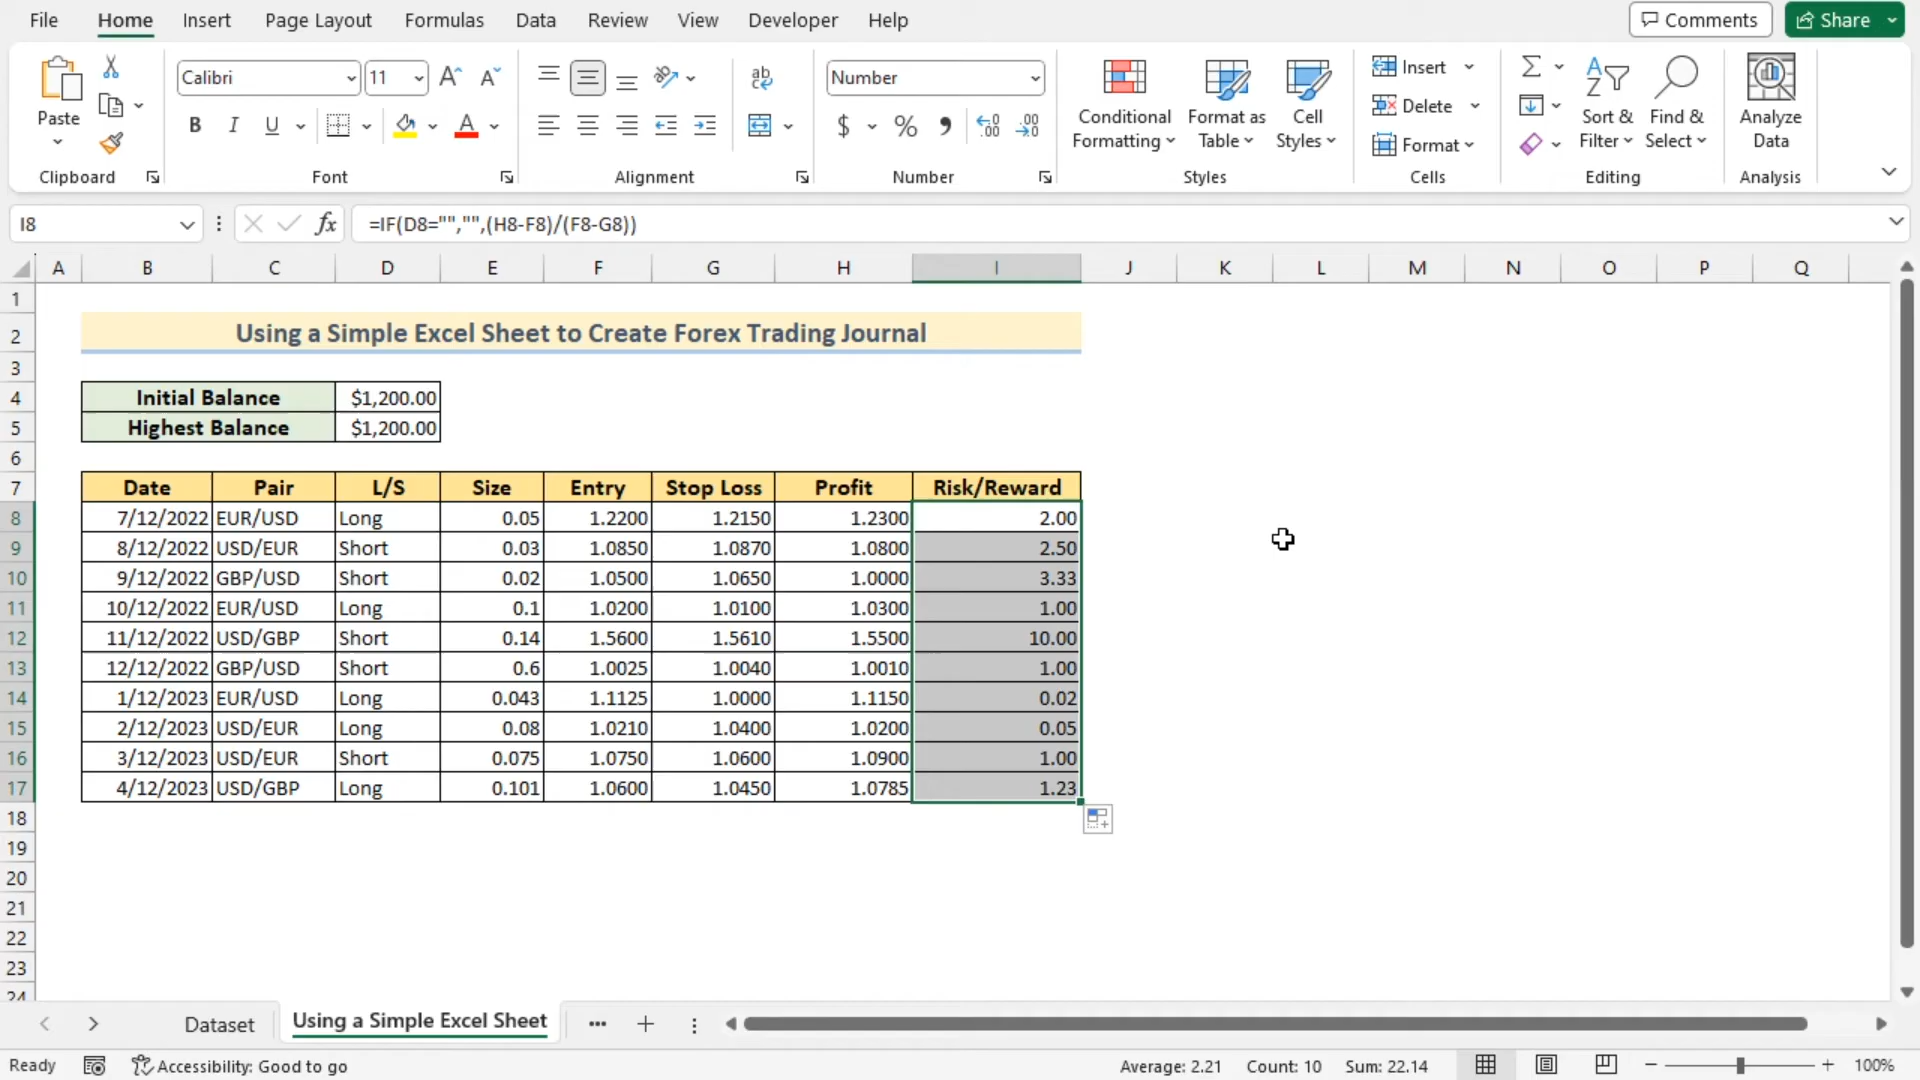 File Home Insert Page Layout Formulas Data Review View Developer Help Comments Share
Calibri 11 ab Number
Paste B I U A $ % 9 .00 .00 Conditional Formatting Format as Table Cell Styles Insert Delete Format Sort & Filter Find & Select Analyze Data
Clipboard Font Alignment Number Styles Cells Editing Analysis
I8 fx =IF(D8="","",(H8-F8)/(F8-G8))
A B C D E F G H I J K L M N O P Q
1
2 Using a Simple Excel Sheet to Create Forex Trading Journal
3
4 Initial Balance $1,200.00
5 Highest Balance $1,200.00
6
7 Date Pair L/S Size Entry Stop Loss Profit Risk/Reward
8 7/12/2022 EUR/USD Long 0.05 1.2200 1.2150 1.2300 2.00
9 8/12/2022 USD/EUR Short 0.03 1.0850 1.0870 1.0800 2.50
10 9/12/2022 GBP/USD Short 0.02 1.0500 1.0650 1.0000 3.33
11 10/12/2022 EUR/USD Long 0.1 1.0200 1.0100 1.0300 1.00
12 11/12/2022 USD/GBP Short 0.14 1.5600 1.5610 1.5500 10.00
13 12/12/2022 GBP/USD Short 0.6 1.0025 1.0040 1.0010 1.00
14 1/12/2023 EUR/USD Long 0.043 1.1125 1.0000 1.1150 0.02
15 2/12/2023 USD/EUR Long 0.08 1.0210 1.0400 1.0200 0.05
16 3/12/2023 USD/EUR Short 0.075 1.0750 1.0600 1.0900 1.00
17 4/12/2023 USD/GBP Long 0.101 1.0600 1.0450 1.0785 1.23
18
19
20
21
22
23
24
Dataset Using a Simple Excel Sheet
Ready Accessibility: Good to go Average: 2.21 Count: 10 Sum: 22.14 100%